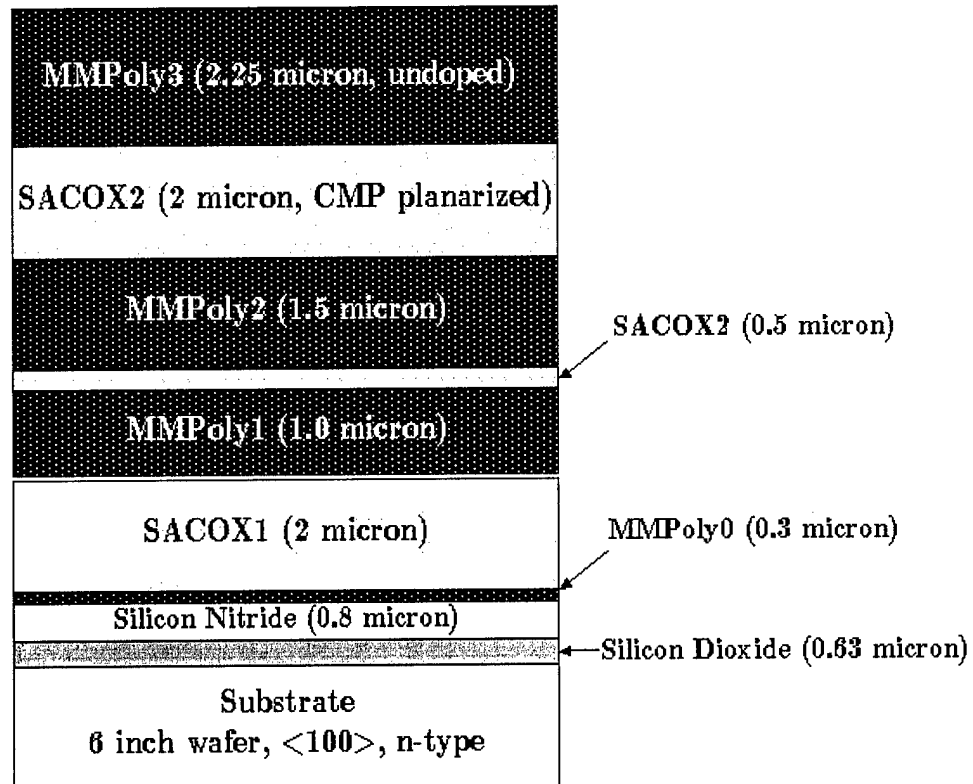 MMPoly3 (2.25 micron, undoped)
SACOX2 (2 micron, CMP planarized)
MMPoly2 (1.5 micron)
SACOX2 (0.5 micron)
MMPoly1 (1.0 micron)
SACOX1 (2 micron)
MMPoly0 (0.3 micron)
Silicon Nitride (0.8 micron)
Silicon Dioxide (0.63 micron)
Substrate
6 inch wafer, <100>, n-type